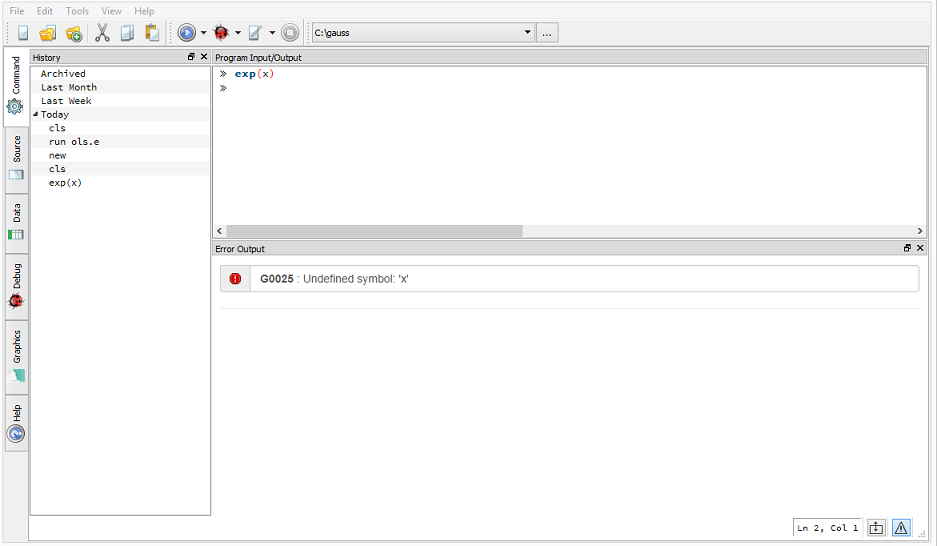 File Edit Tools View Help
C:\gauss
...
Command
Source
Data
Debug
Graphics
Help
History
Archived
Last Month
Last Week
Today
cls
run ols.e
new
cls
exp(x)
Program Input/Output
» exp(x)
»
Error Output
G0025 : Undefined symbol: 'x'
Ln 2, Col 1